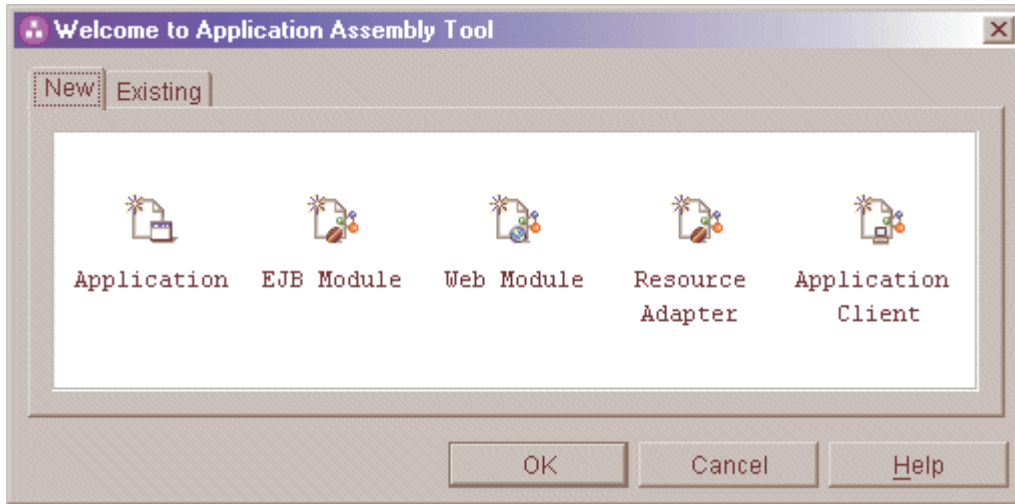 Welcome to Application Assembly Tool
New Existing
Application EJB Module Web Module Resource Adapter Application Client
OK Cancel Help